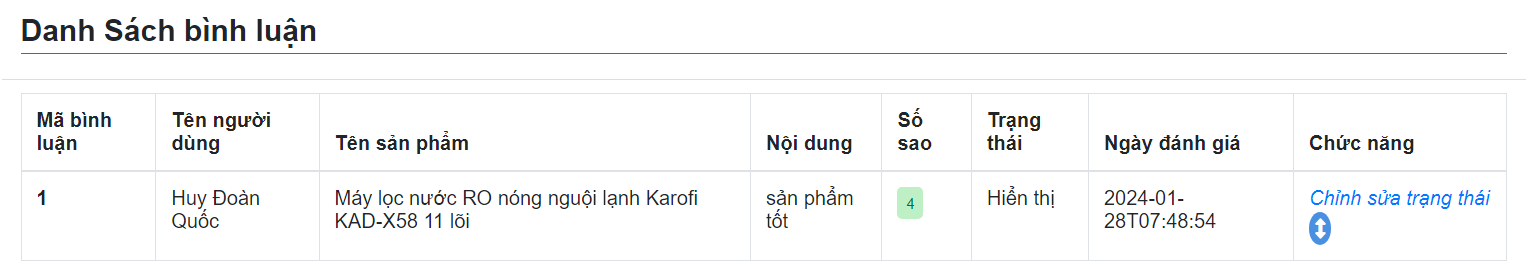 Danh Sách bình luận
Mã bình
luận
Tên người
dùng
Tên sản phẩm
Nội dung
Số
sao
Trạng
thái
Ngày đánh giá
Chức năng
1
Huy Đoàn
Quốc
Máy lọc nước RO nóng nguội lạnh Karofi
KAD-X58 11 lõi
sản phẩm
tốt
4
Hiển thị
2024-01-
28T07:48:54
Chỉnh sửa trạng thái